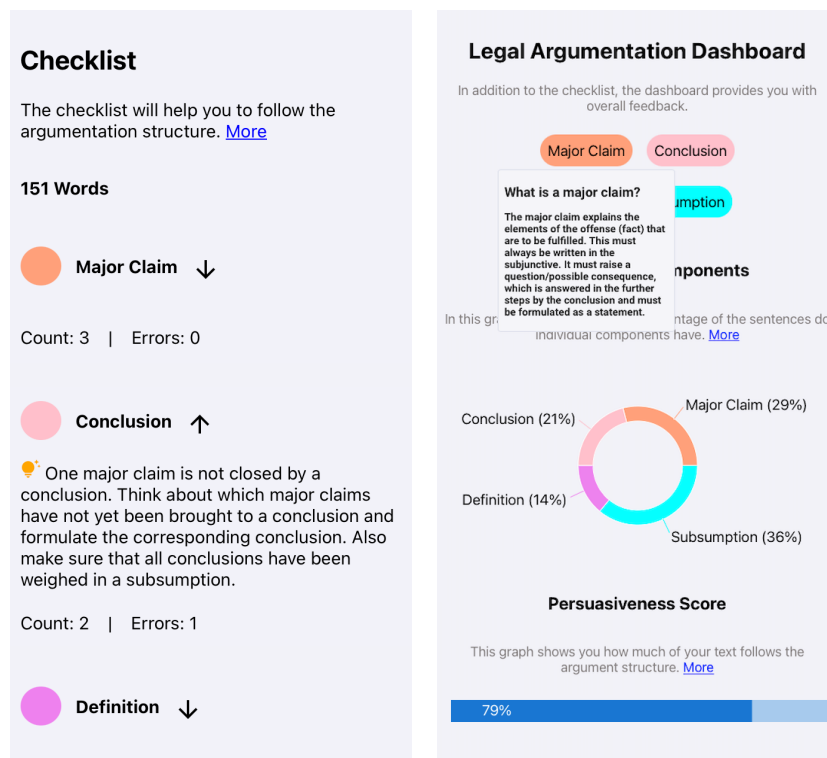 Checklist
The checklist will help you to follow the
argumentation structure. More
151 Words
Major Claim
Count: 3 | Errors: 0
Conclusion
One major claim is not closed by a
conclusion. Think about which major claims
have not yet been brought to a conclusion and
formulate the corresponding conclusion. Also
make sure that all conclusions have been
weighed in a subsumption.
Count: 2 | Errors: 1
Definition
Legal Argumentation Dashboard
In addition to the checklist, the dashboard provides you with
overall feedback.
Major Claim Conclusion
umption
What is a major claim?
The major claim explains the
elements of the offense (fact) that
are to be fulfilled. This must
always be written in the
subjunctive. It must raise a
question/possible consequence,
which is answered in the further
steps by the conclusion and must
be formulated as a statement.
mponents
In this gra ntage of the sentences do
individual components have. More
Conclusion (21%)
Major Claim (29%)
Definition (14%)
Subsumption (36%)
Persuasiveness Score
This graph shows you how much of your text follows the
argument structure. More
79%